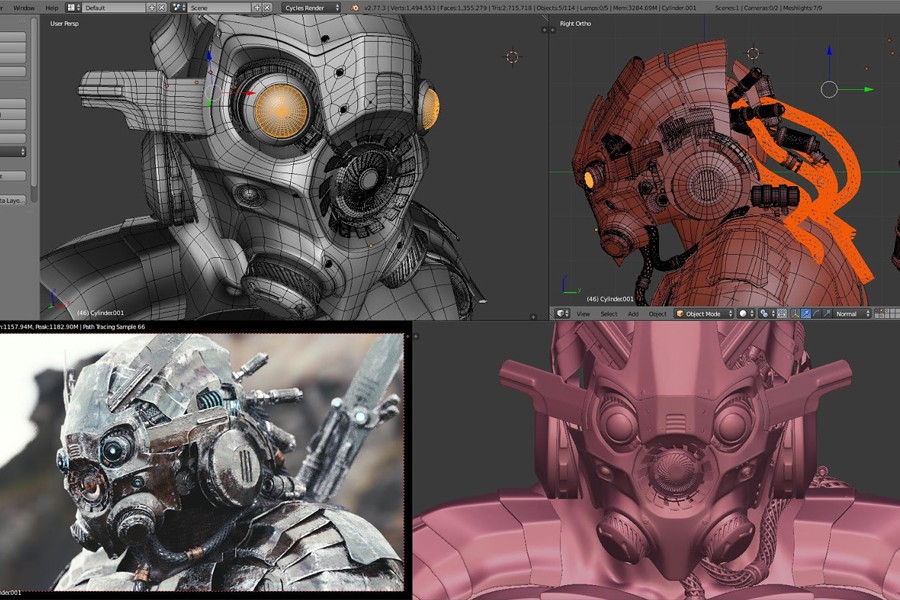 Window Help Default Scene Cycles Render v2.77.3 | Verts:1,494,553 | Faces:1,355,279 | Tris:2,715,718 | Objects:5/114 | Lamps:0/5 | Mem:3284.69M | Cylinder.001 Scenes:1 | Cameras:0/2 | MeshLights:7/9
User Persp
Right Ortho
ta Layo..
(46) Cylinder.001
(46) Cylinder.001
View Select Add Object Object Mode Normal
:1157.94M, Peak:1182.90M | Path Tracing Sample 66
nder.001